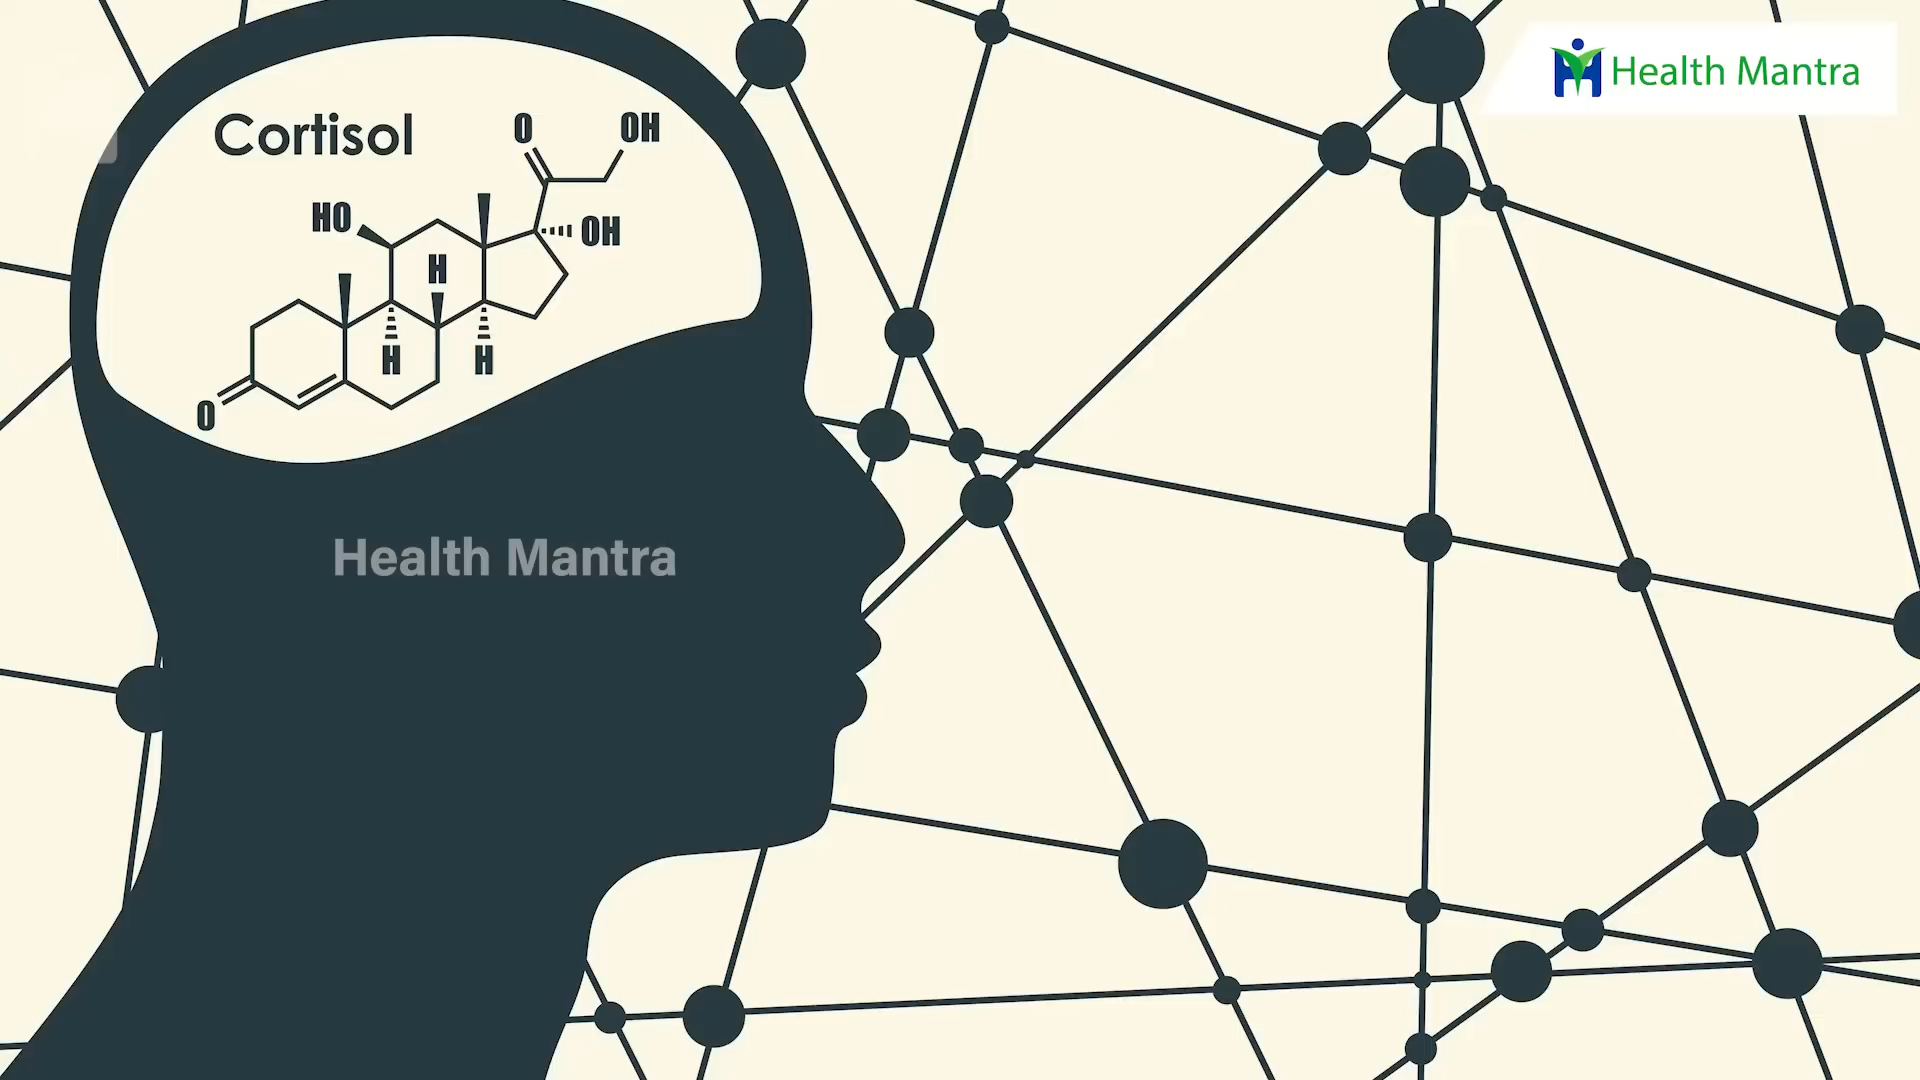 Health Mantra
Cortisol
O
OH
HO
OH
H
H
H
O
Health Mantra